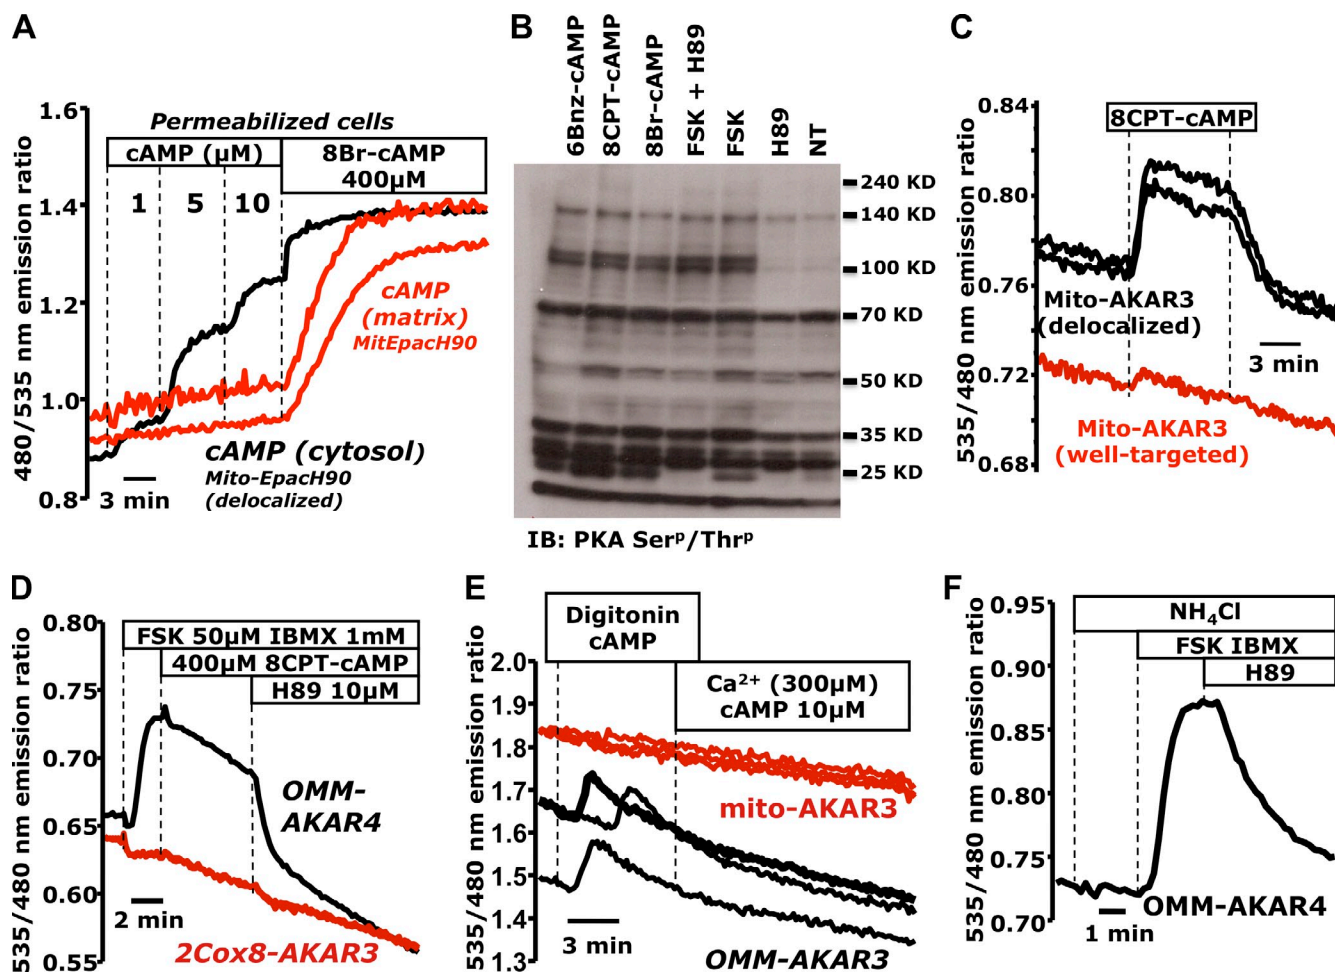 A
480/535 nm emission ratio
1.6
1.4
1.2
1.0
0.8
Permeabilized cells
cAMP (µM)
1 5 10
8Br-cAMP
400µM
cAMP
(matrix)
MitEpacH90
cAMP (cytosol)
Mito-EpacH90
(delocalized)
3 min
B
6Bnz-cAMP
8CPT-cAMP
8Br-cAMP
FSK + H89
FSK
H89
NT
240 KD
140 KD
100 KD
70 KD
50 KD
35 KD
25 KD
IB: PKA Serᵖ/Thrᵖ
C
535/480 nm emission ratio
0.84
0.80
0.76
0.72
0.68
8CPT-cAMP
Mito-AKAR3
(delocalized)
3 min
Mito-AKAR3
(well-targeted)
D
535/480 nm emission ratio
0.80
0.75
0.70
0.65
0.60
0.55
FSK 50µM IBMX 1mM
400µM 8CPT-cAMP
H89 10µM
OMM-
AKAR4
2 min
2Cox8-AKAR3
E
535/480 nm emission ratio
2.0
1.9
1.8
1.7
1.6
1.5
1.4
1.3
Digitonin
cAMP
Ca²⁺ (300µM)
cAMP 10µM
mito-AKAR3
3 min
OMM-AKAR3
F
535/480 nm emission ratio
0.95
0.90
0.85
0.80
0.75
0.70
NH₄Cl
FSK IBMX
H89
OMM-AKAR4
1 min